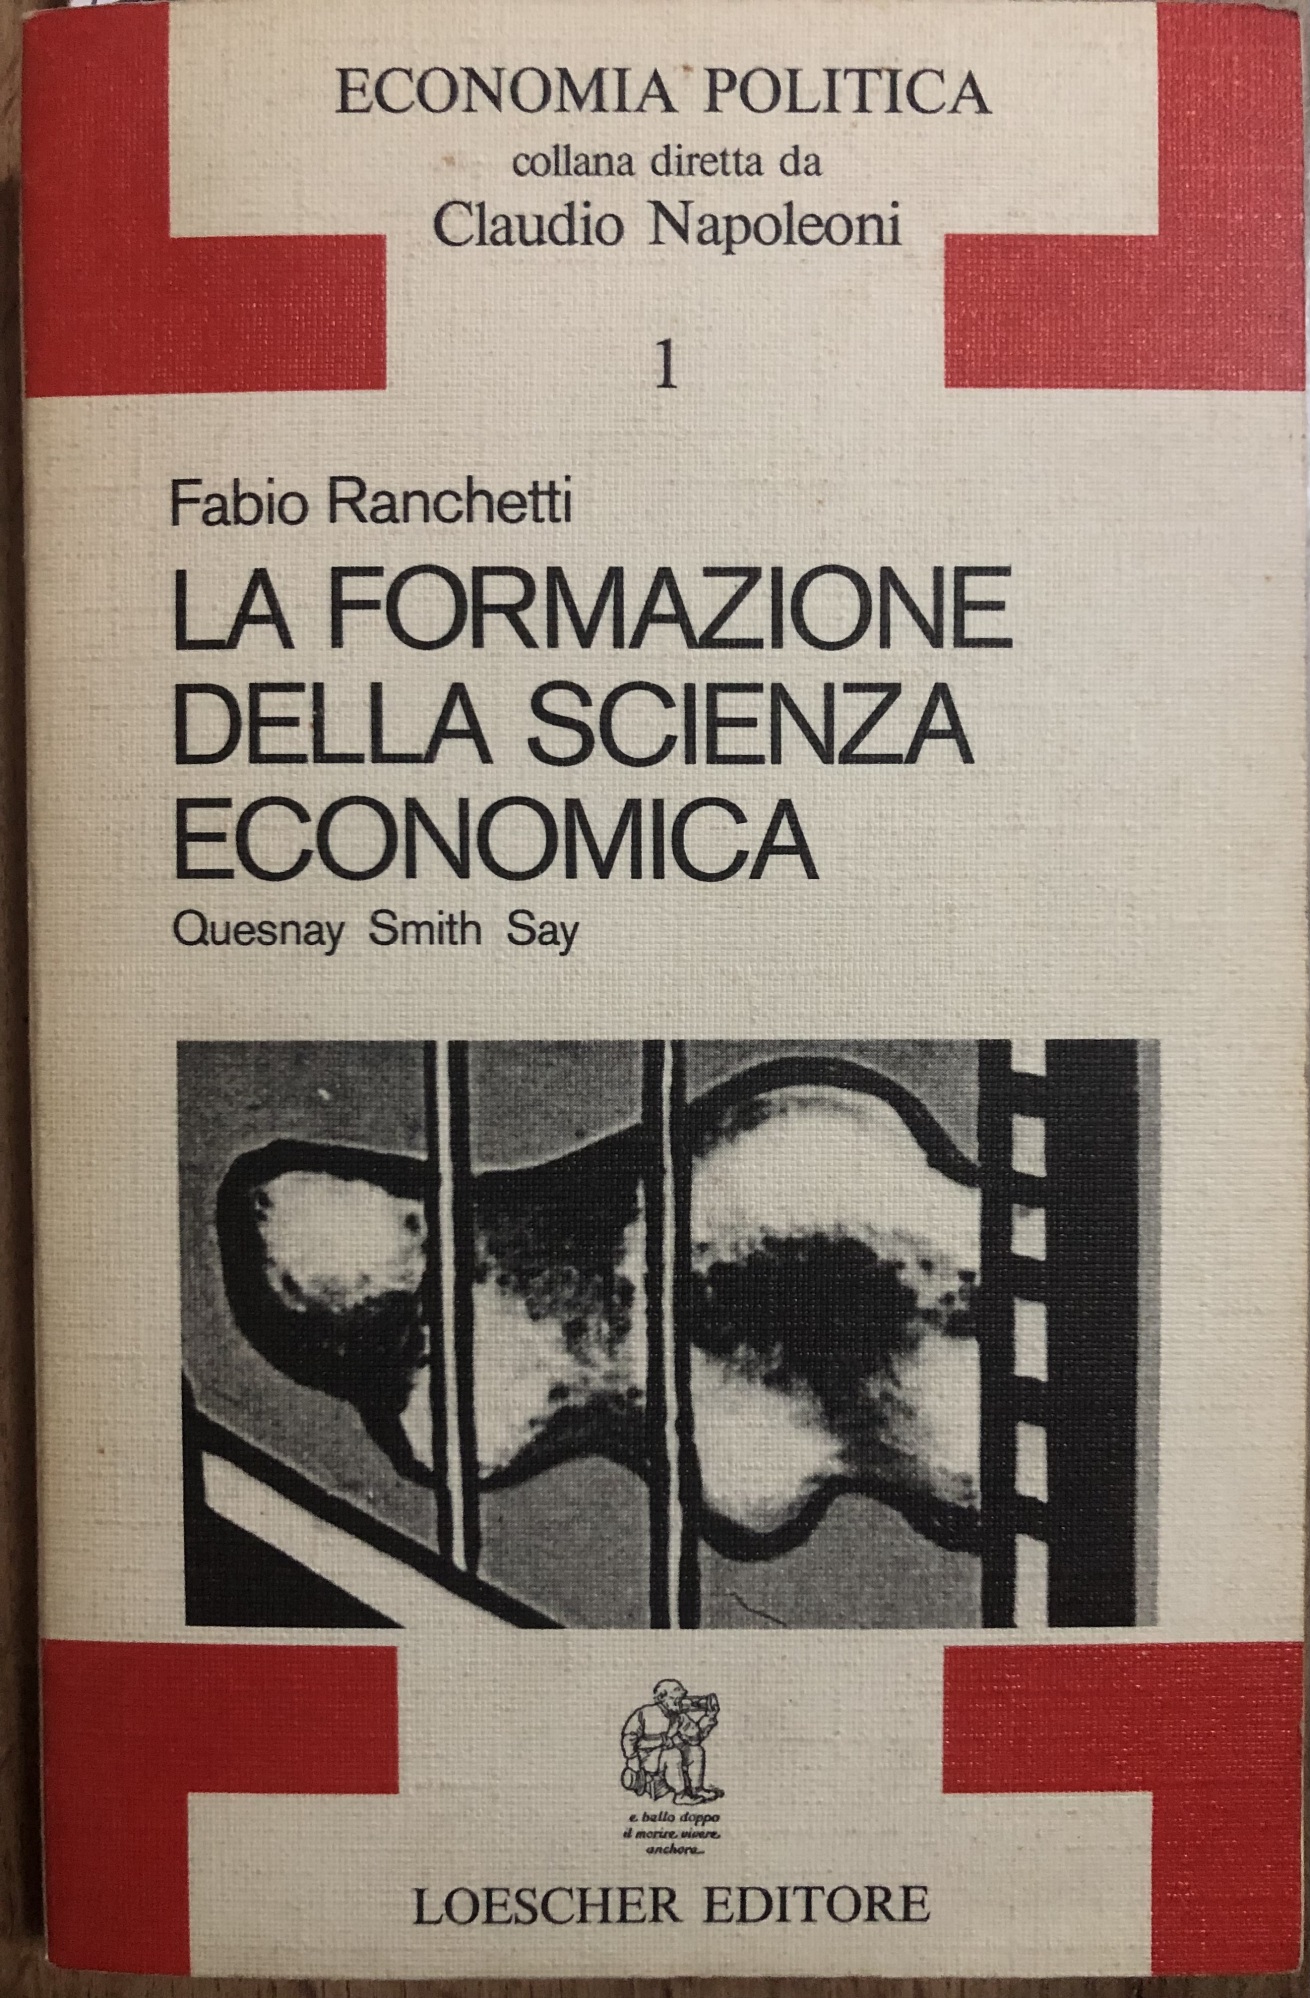 ECONOMIA POLITICA
collana diretta da
Claudio Napoleoni
1
Fabio Ranchetti
LA FORMAZIONE
DELLA SCIENZA
ECONOMICA
Quesnay Smith Say
e bello doppo
il morire vivere
anchora
LOESCHER EDITORE